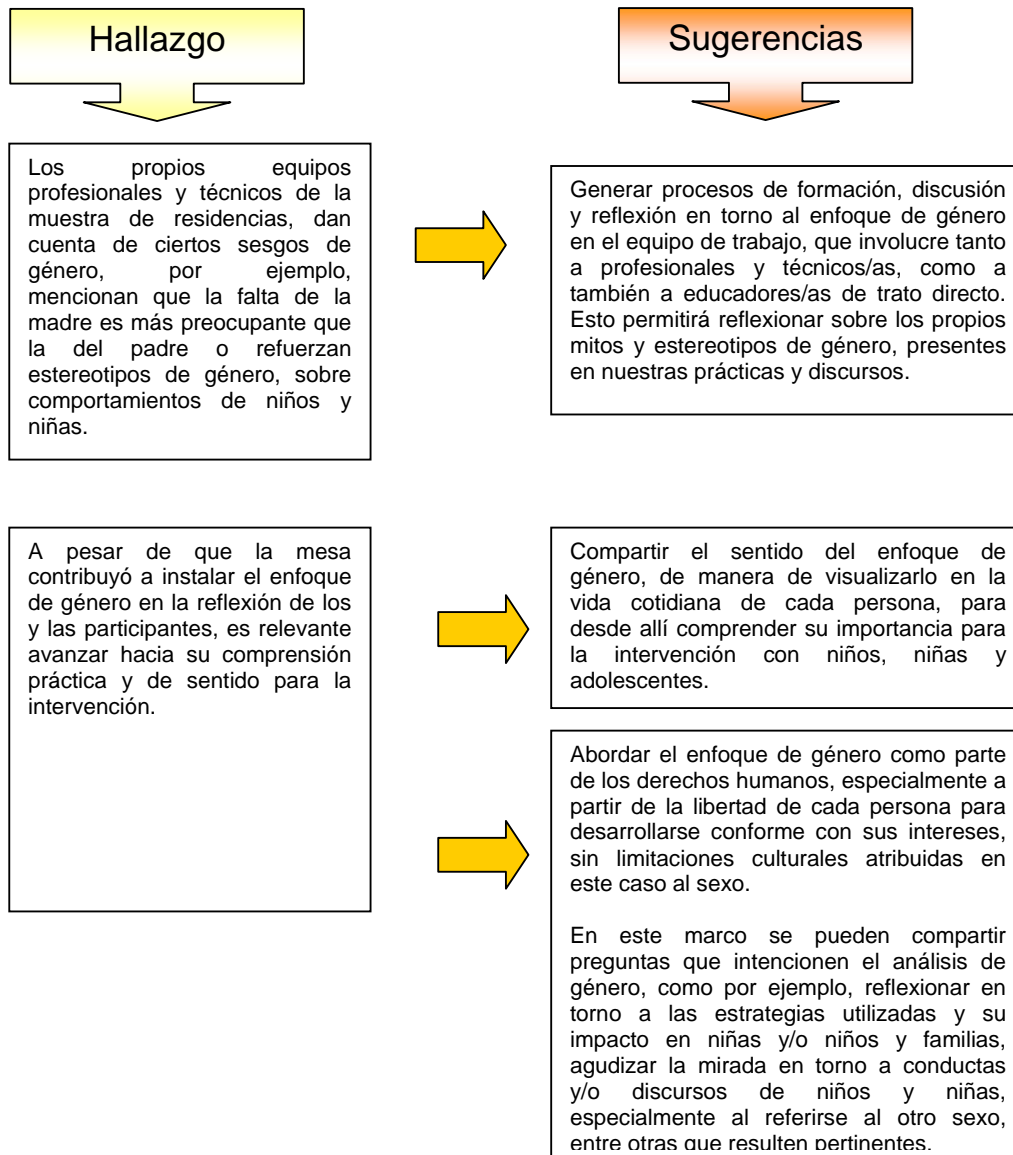 Hallazgo
Sugerencias
Los propios equipos
profesionales y técnicos de la
muestra de residencias, dan
cuenta de ciertos sesgos de
género, por ejemplo,
mencionan que la falta de la
madre es más preocupante que
la del padre o refuerzan
estereotipos de género, sobre
comportamientos de niños y
niñas.
Generar procesos de formación, discusión
y reflexión en torno al enfoque de género
en el equipo de trabajo, que involucre tanto
a profesionales y técnicos/as, como a
también a educadores/as de trato directo.
Esto permitirá reflexionar sobre los propios
mitos y estereotipos de género, presentes
en nuestras prácticas y discursos.
A pesar de que la mesa
contribuyó a instalar el enfoque
de género en la reflexión de los
y las participantes, es relevante
avanzar hacia su comprensión
práctica y de sentido para la
intervención.
Compartir el sentido del enfoque de
género, de manera de visualizarlo en la
vida cotidiana de cada persona, para
desde allí comprender su importancia para
la intervención con niños, niñas y
adolescentes.
Abordar el enfoque de género como parte
de los derechos humanos, especialmente a
partir de la libertad de cada persona para
desarrollarse conforme con sus intereses,
sin limitaciones culturales atribuidas en
este caso al sexo.
En este marco se pueden compartir
preguntas que intencionen el análisis de
género, como por ejemplo, reflexionar en
torno a las estrategias utilizadas y su
impacto en niñas y/o niños y familias,
agudizar la mirada en torno a conductas
y/o discursos de niños y niñas,
especialmente al referirse al otro sexo,
entre otras que resulten pertinentes.